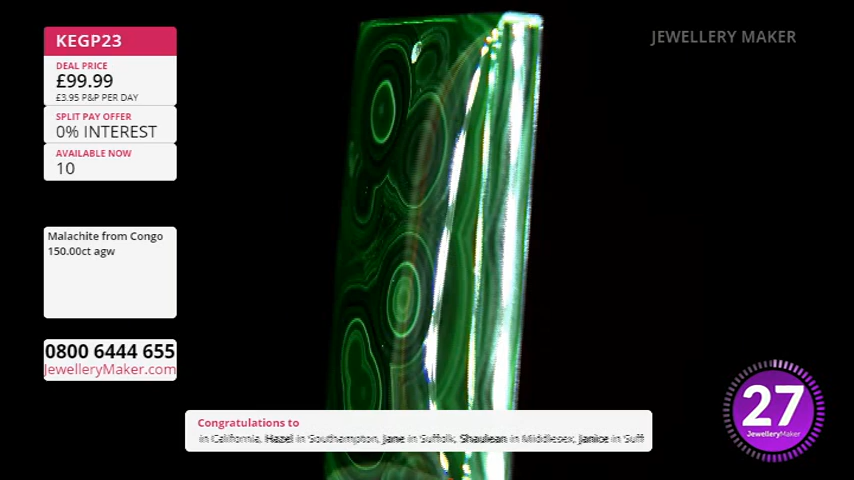 KEGP23
DEAL PRICE
£99.99
£3.95 P&P PER DAY
SPLIT PAY OFFER
0% INTEREST
AVAILABLE NOW
10
Malachite from Congo
150.00ct agw
0800 6444 655
JewelleryMaker.com
JEWELLERY MAKER
Congratulations to
in California, Hazel in Southampton, Jane in Suffolk, Shaulean in Middlesex, Janice in Suff
27
JewelleryMaker